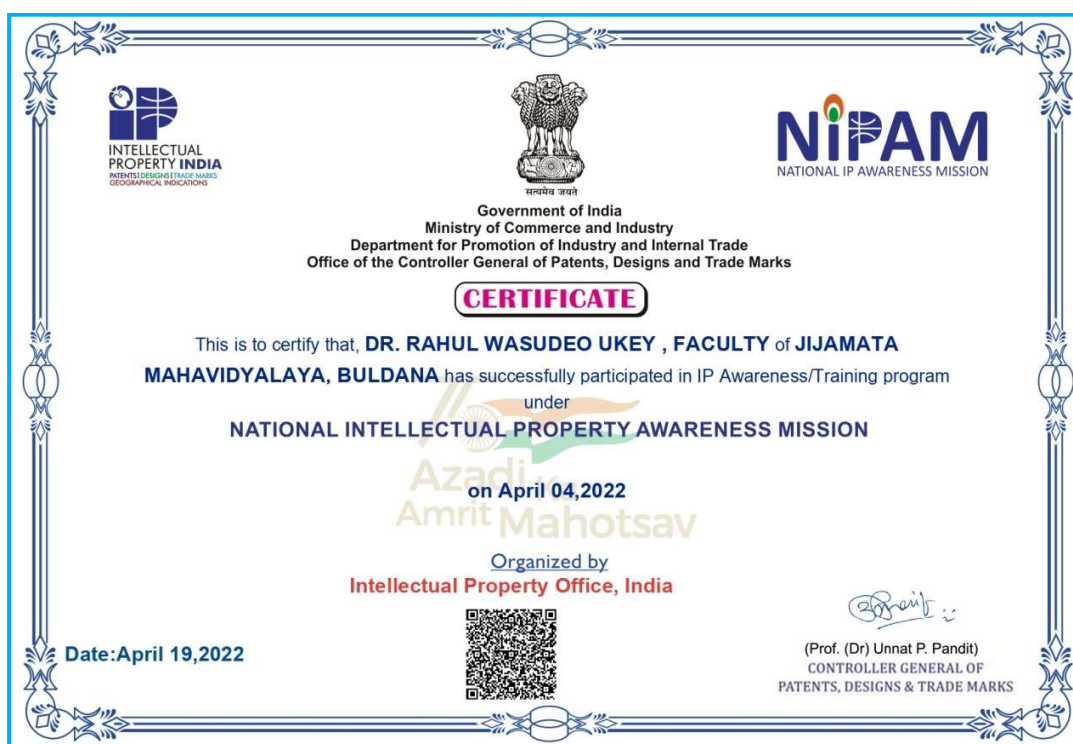 INTELLECTUAL
PROPERTY INDIA
PATENTS | DESIGNS | TRADE MARKS
GEOGRAPHICAL INDICATIONS
सत्यमेव जयते
NiPAM
NATIONAL IP AWARENESS MISSION
Government of India
Ministry of Commerce and Industry
Department for Promotion of Industry and Internal Trade
Office of the Controller General of Patents, Designs and Trade Marks
CERTIFICATE
This is to certify that, DR. RAHUL WASUDEO UKEY , FACULTY of JIJAMATA
MAHAVIDYALAYA, BULDANA has successfully participated in IP Awareness/Training program
under
NATIONAL INTELLECTUAL PROPERTY AWARENESS MISSION
Azadi Ka
on April 04,2022
Amrit Mahotsav
Organized by
Intellectual Property Office, India
Date:April 19,2022
(Prof. (Dr) Unnat P. Pandit)
CONTROLLER GENERAL OF
PATENTS, DESIGNS & TRADE MARKS